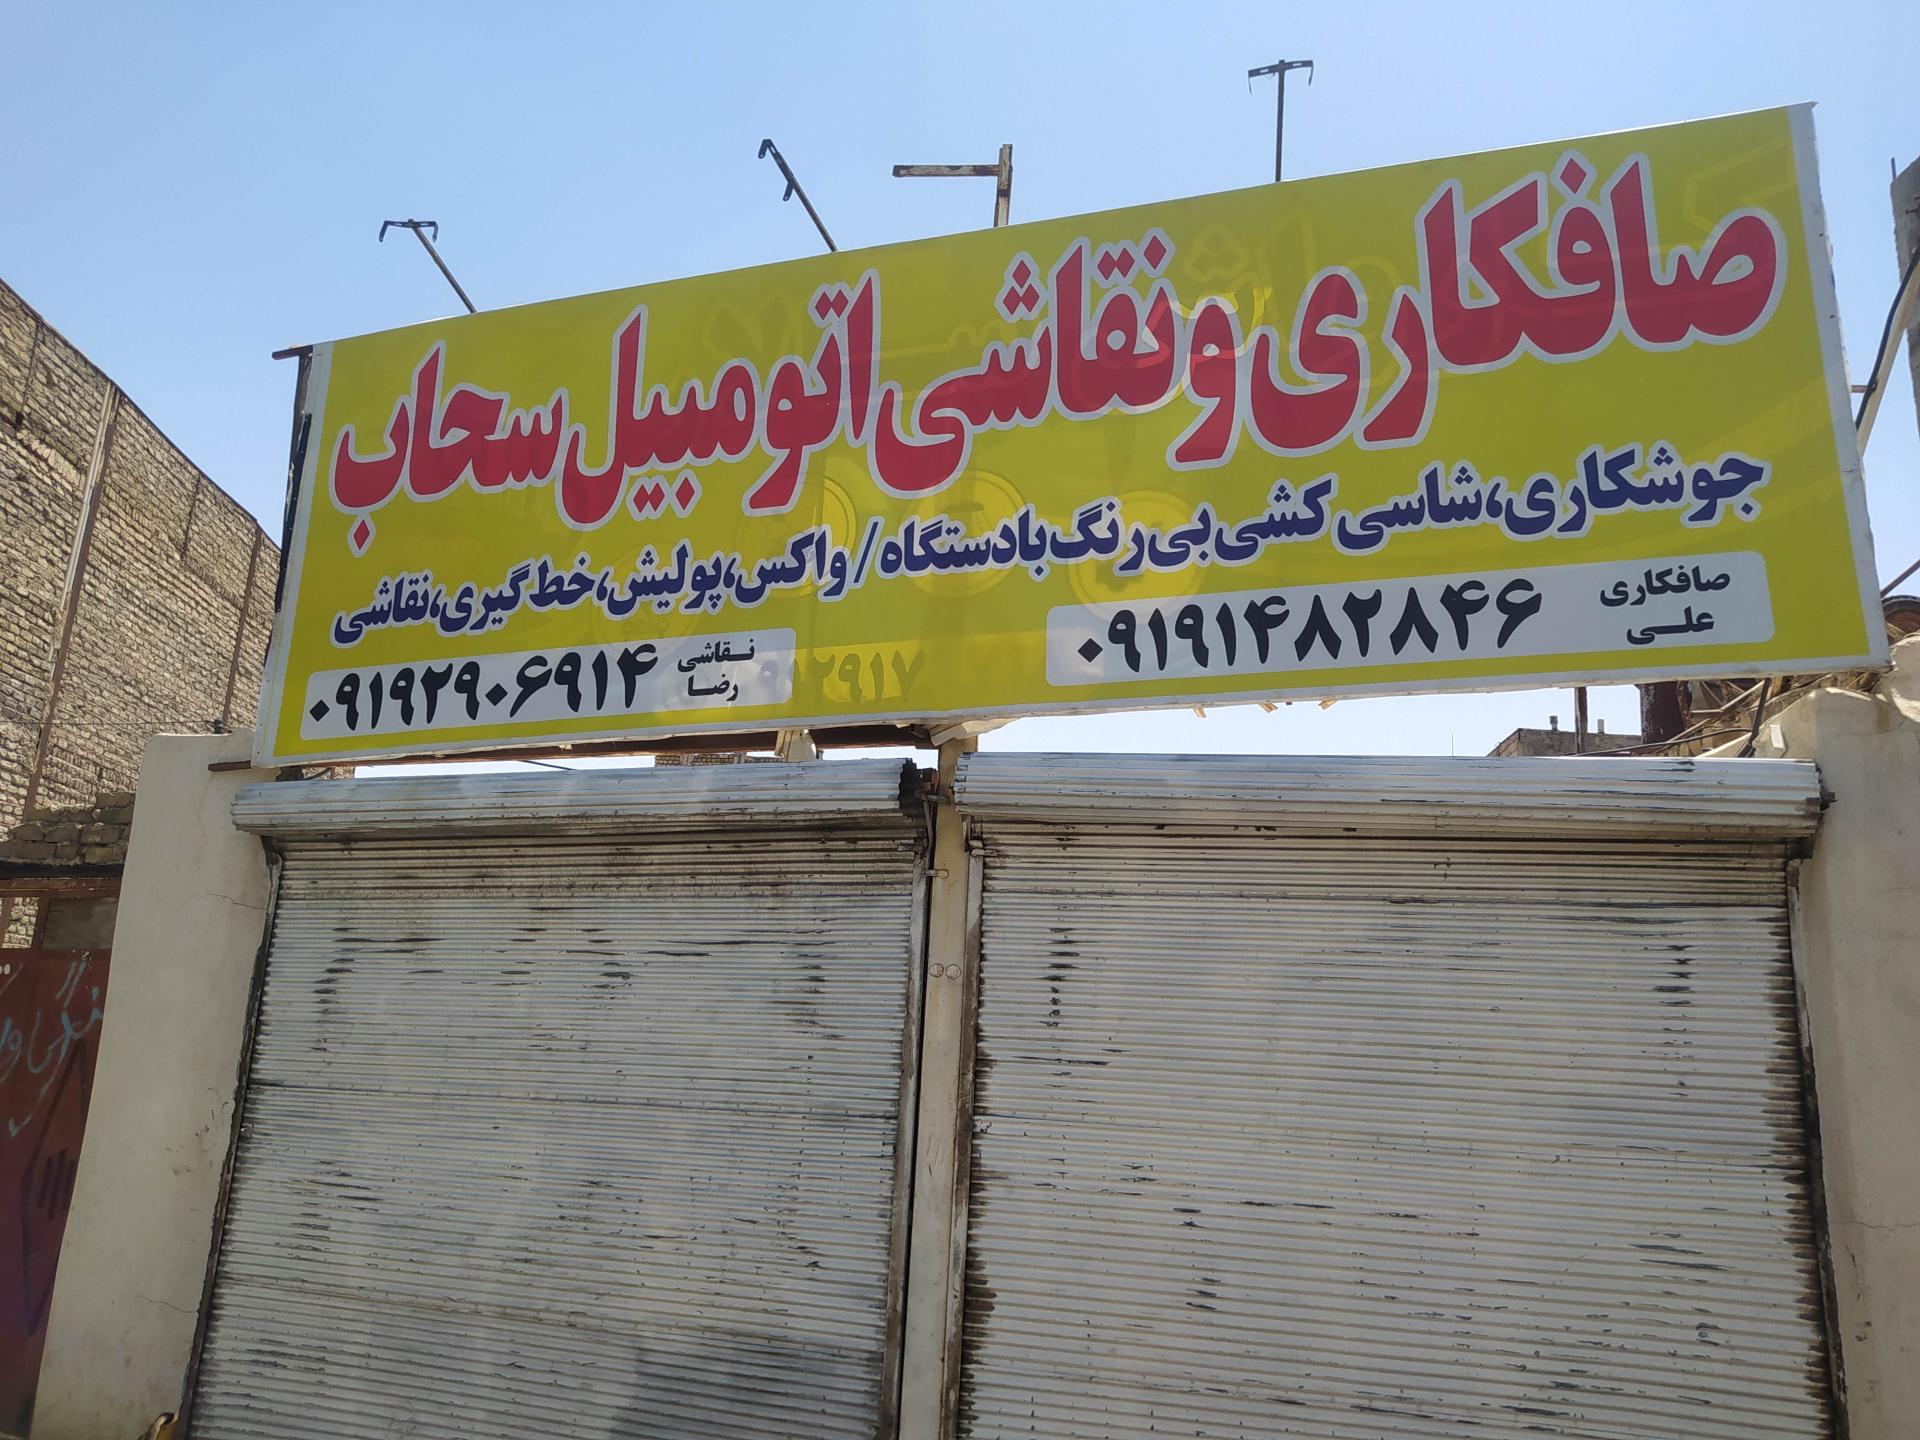 صافکاری و نقاشی اتومبیل سحاب
جوشکاری، شاسی کشی بی رنگ با دستگاه / واکس، پولیش، خط گیری، نقاشی
صافکاری علی ۰۹۱۹۱۴۸۲۸۴۶
نقاشی رضا ۰۹۱۹۲۹۰۶۹۱۴